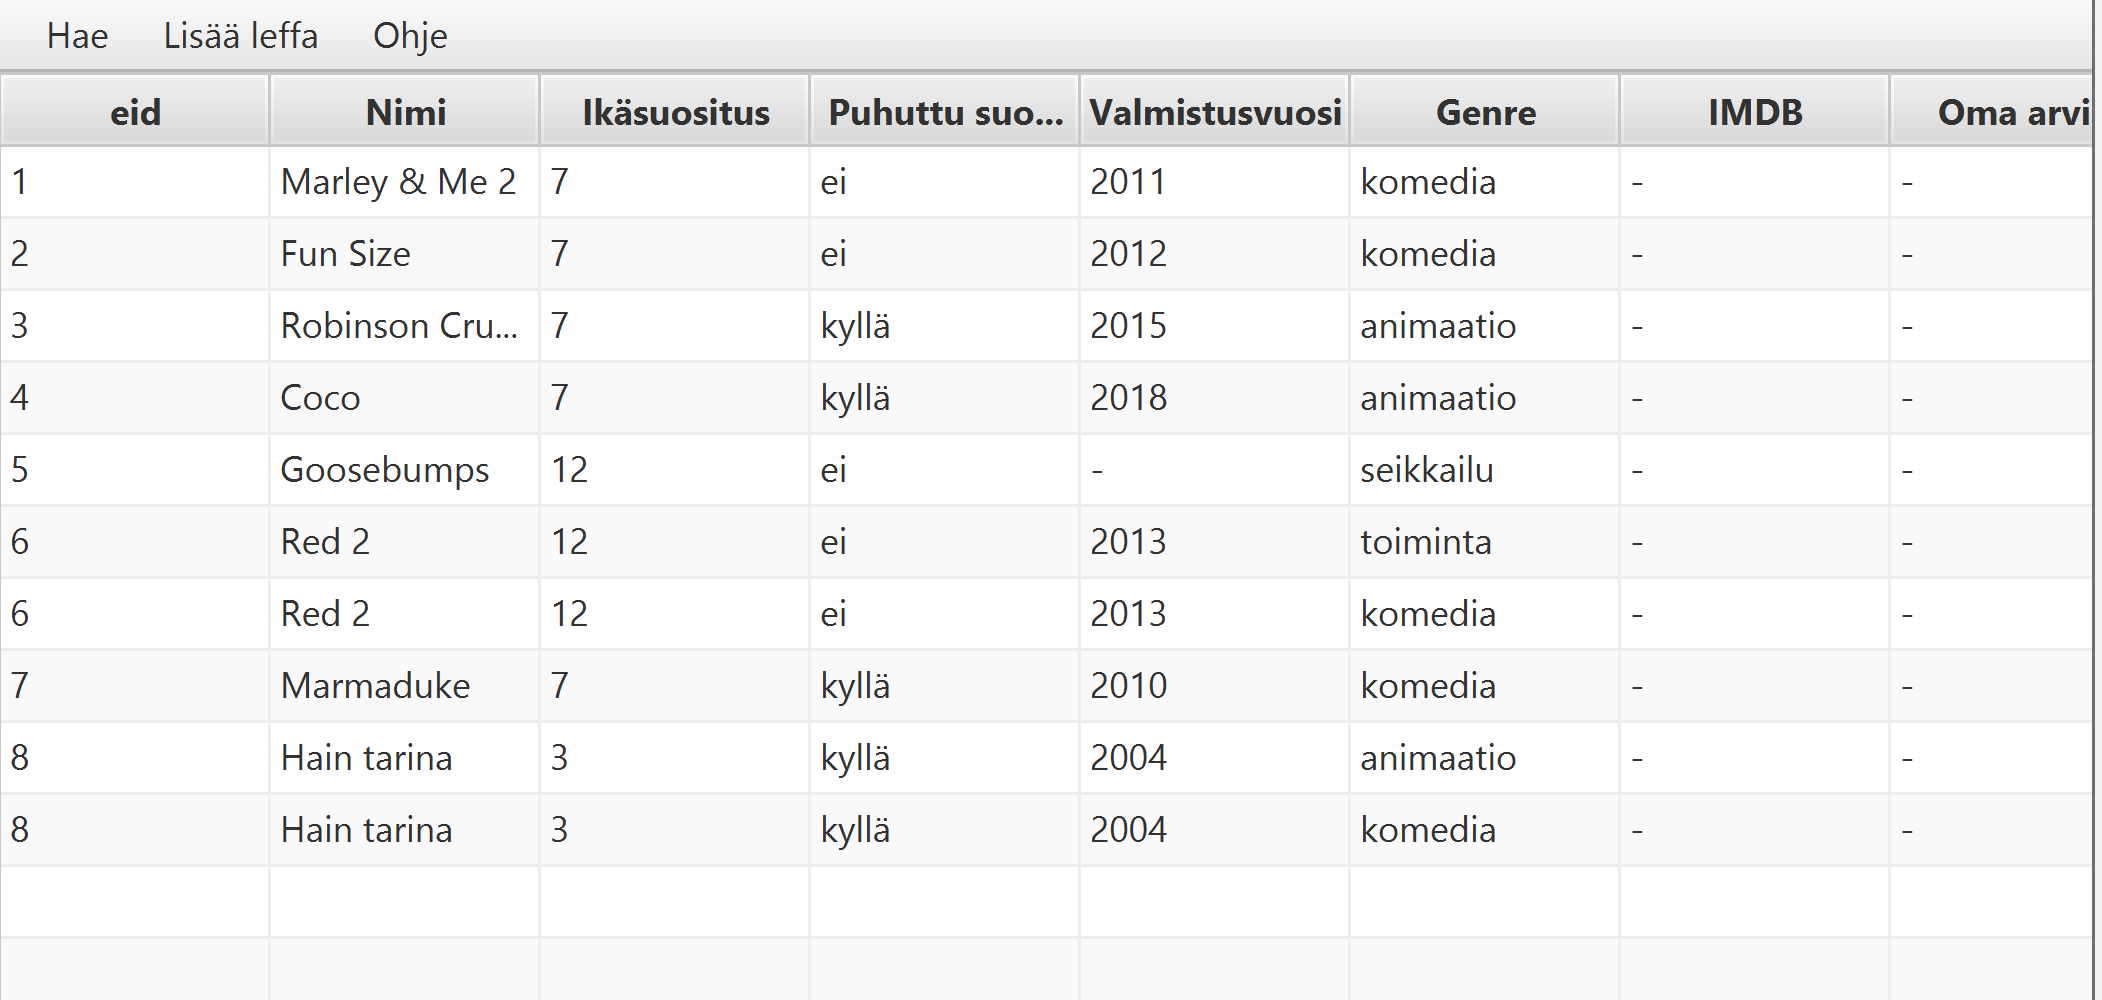 Hae Lisää leffa Ohje
eid Nimi Ikäsuositus Puhuttu suo... Valmistusvuosi Genre IMDB Oma arvi
1 Marley & Me 2 7 ei 2011 komedia - -
2 Fun Size 7 ei 2012 komedia - -
3 Robinson Cru... 7 kyllä 2015 animaatio - -
4 Coco 7 kyllä 2018 animaatio - -
5 Goosebumps 12 ei - seikkailu - -
6 Red 2 12 ei 2013 toiminta - -
6 Red 2 12 ei 2013 komedia - -
7 Marmaduke 7 kyllä 2010 komedia - -
8 Hain tarina 3 kyllä 2004 animaatio - -
8 Hain tarina 3 kyllä 2004 komedia - -